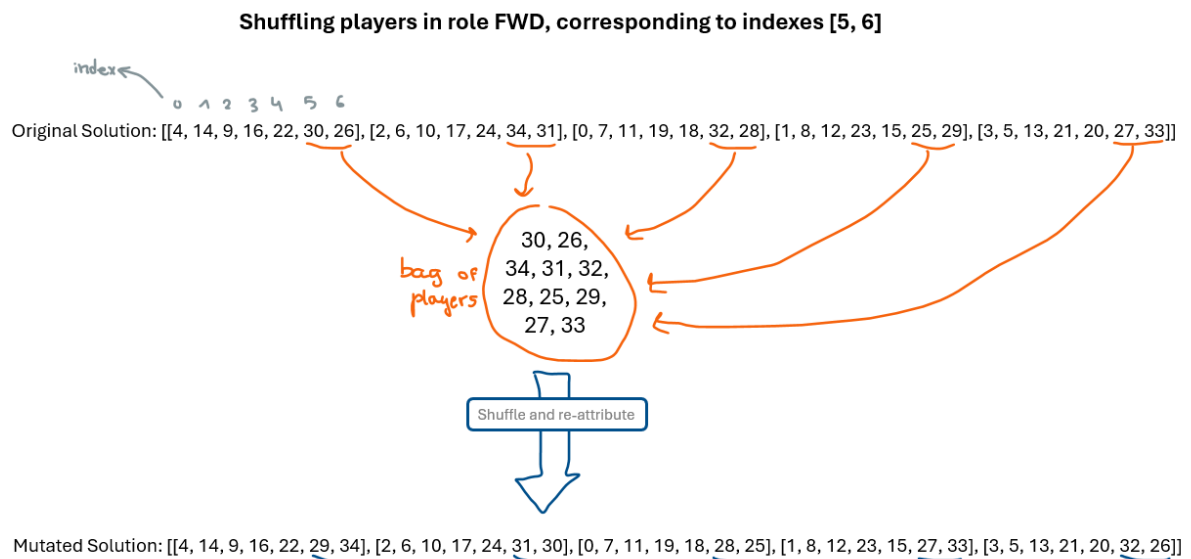 Shuffling players in role FWD, corresponding to indexes [5, 6]
index
0 1 2 3 4 5 6
Original Solution: [[4, 14, 9, 16, 22, 30, 26], [2, 6, 10, 17, 24, 34, 31], [0, 7, 11, 19, 18, 32, 28], [1, 8, 12, 23, 15, 25, 29], [3, 5, 13, 21, 20, 27, 33]]
30, 26,
34, 31, 32,
28, 25, 29,
27, 33
bag of
players
Shuffle and re-attribute
Mutated Solution: [[4, 14, 9, 16, 22, 29, 34], [2, 6, 10, 17, 24, 31, 30], [0, 7, 11, 19, 18, 28, 25], [1, 8, 12, 23, 15, 27, 33], [3, 5, 13, 21, 20, 32, 26]]